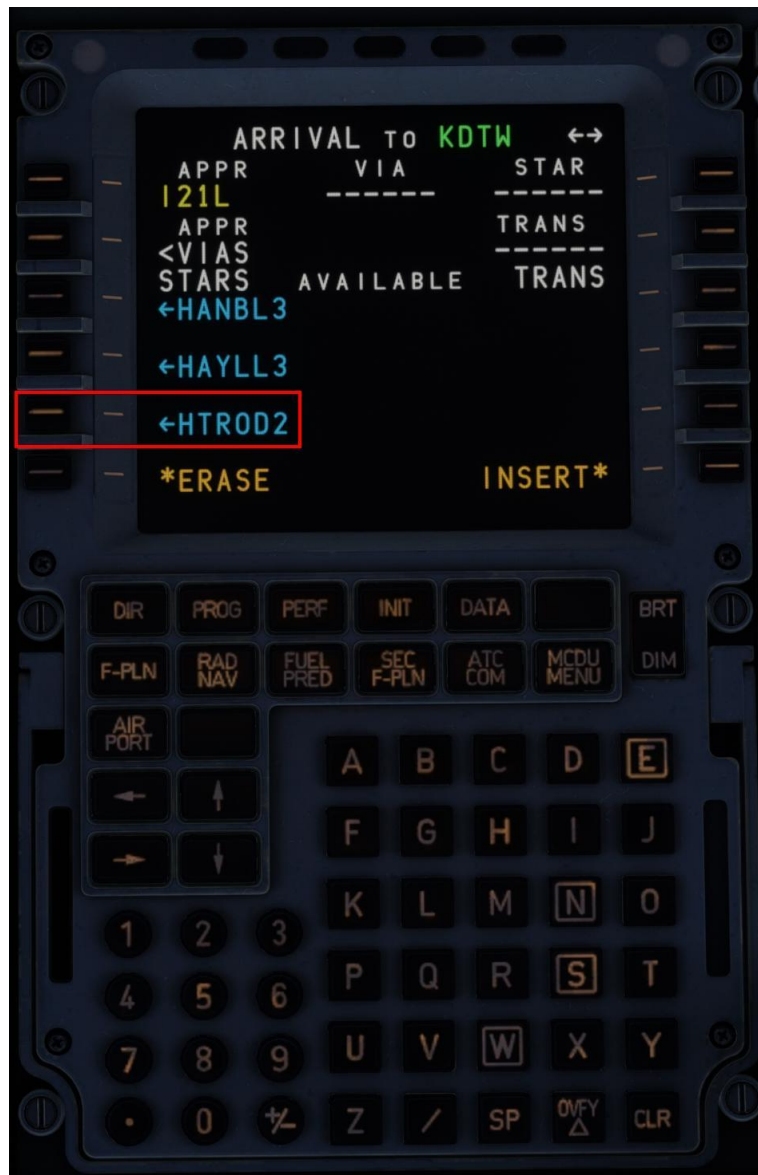 ARRIVAL TO KDTW ←→
APPR VIA STAR
I21L ------ ------
APPR TRANS
<VIAS ------
STARS AVAILABLE TRANS
←HANBL3
←HAYLL3
←HTROD2
*ERASE INSERT*
DIR PROG PERF INIT DATA BRT
F-PLN RAD NAV FUEL PRED SEC F-PLN ATC COM MCDU MENU DIM
AIR PORT
← ↑
→ ↓
A B C D E
F G H I J
K L M N O
P Q R S T
U V W X Y
Z / SP OVFY △ CLR
1 2 3
4 5 6
7 8 9
. 0 +/-